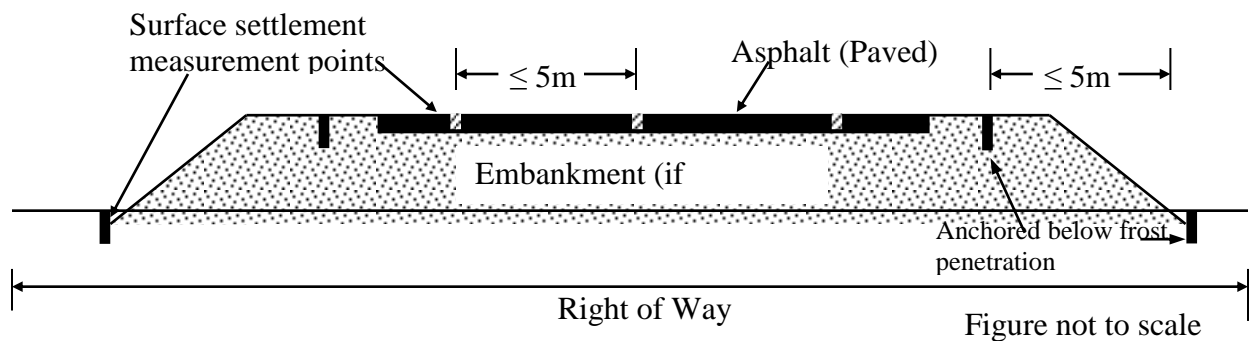 Surface settlement
measurement points
≤ 5m
Asphalt (Paved)
≤ 5m
Embankment (if
Anchored below frost
penetration
Right of Way
Figure not to scale